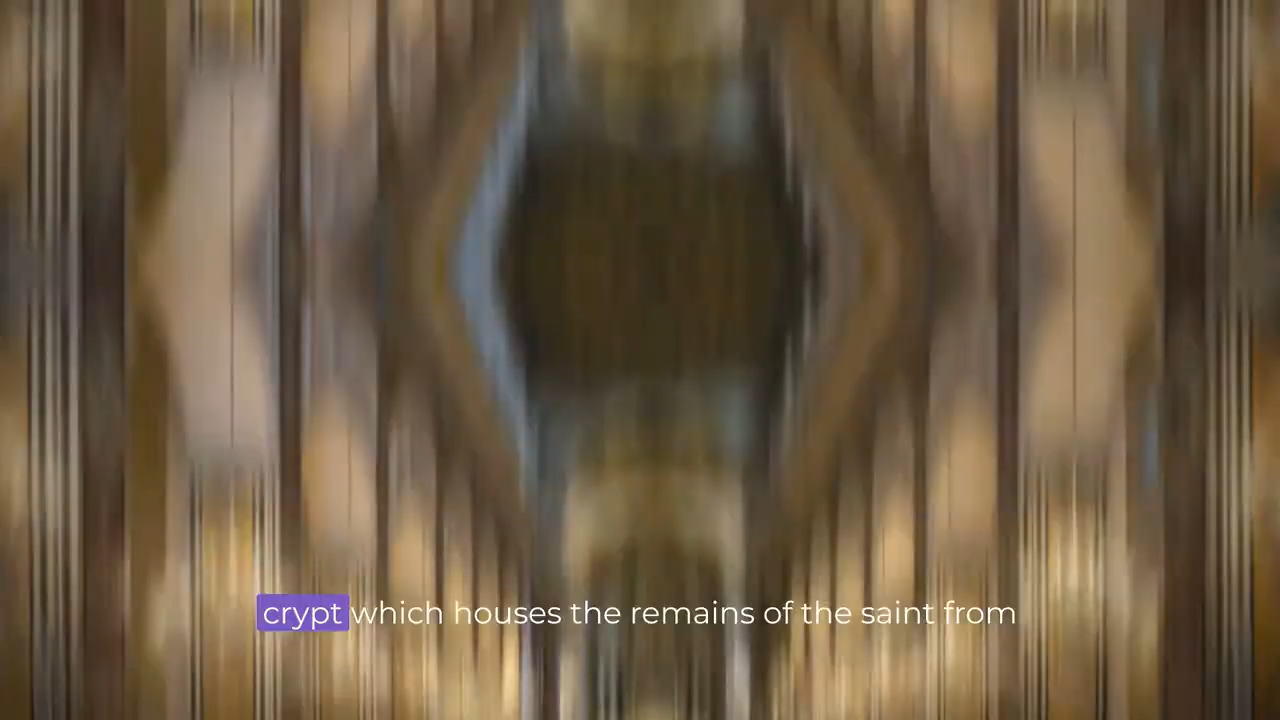 crypt which houses the remains of the saint from